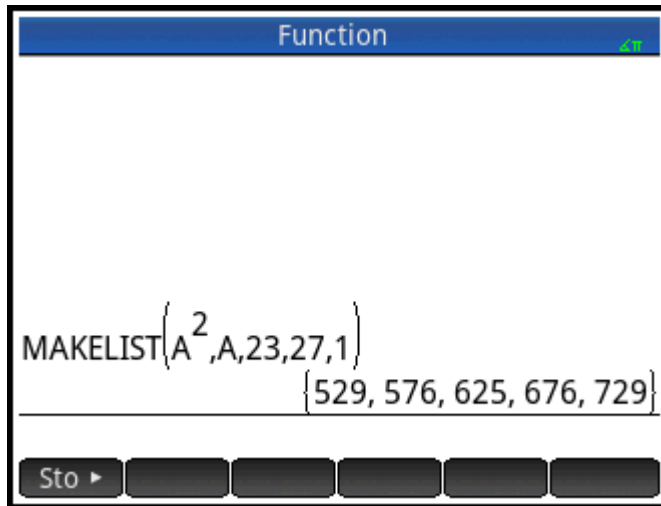 Function
∡π
MAKELIST(A²,A,23,27,1)
{529, 576, 625, 676, 729}
Sto ►